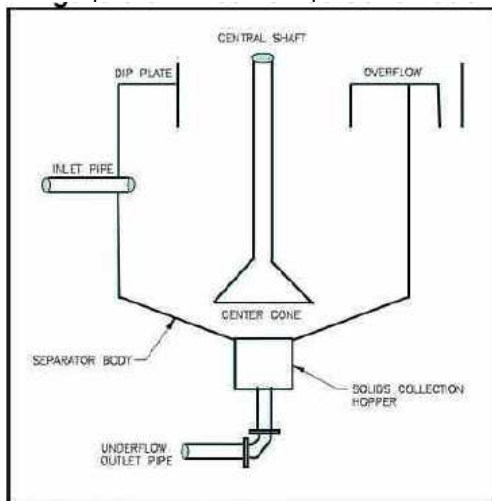 CENTRAL SHAFT
DIP PLATE
OVERFLOW
INLET PIPE
CENTER CONE
SEPARATOR BODY
SOLIDS COLLECTION
HOPPER
UNDERFLOW
OUTLET PIPE